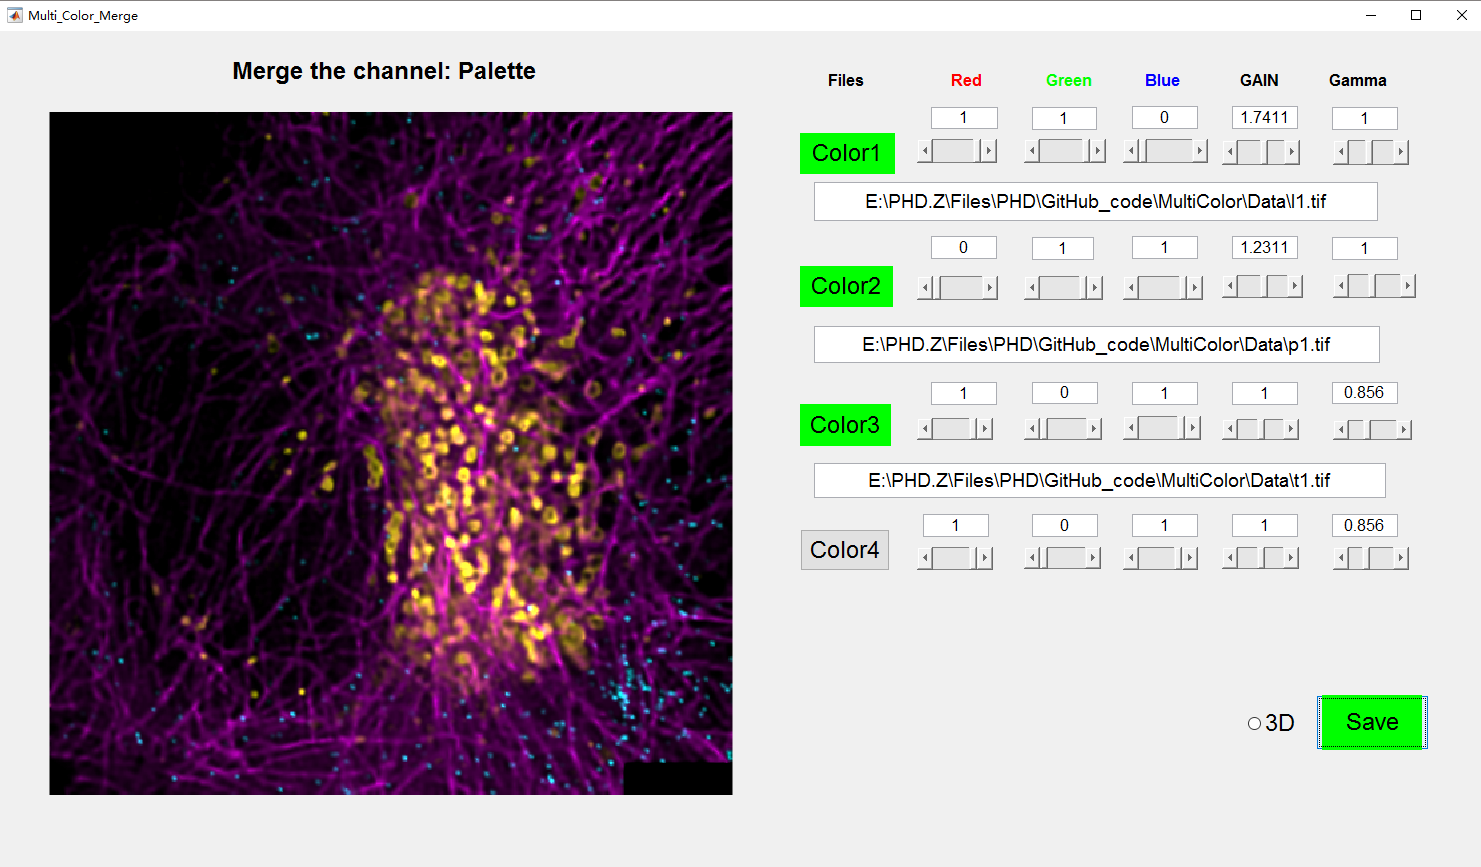 Multi_Color_Merge
Merge the channel: Palette
Files Red Green Blue GAIN Gamma
1 1 0 1.7411 1
Color1
E:\PHD.Z\Files\PHD\GitHub_code\MultiColor\Data\l1.tif
0 1 1 1.2311 1
Color2
E:\PHD.Z\Files\PHD\GitHub_code\MultiColor\Data\p1.tif
1 0 1 1 0.856
Color3
E:\PHD.Z\Files\PHD\GitHub_code\MultiColor\Data\t1.tif
1 0 1 1 0.856
Color4
3D Save